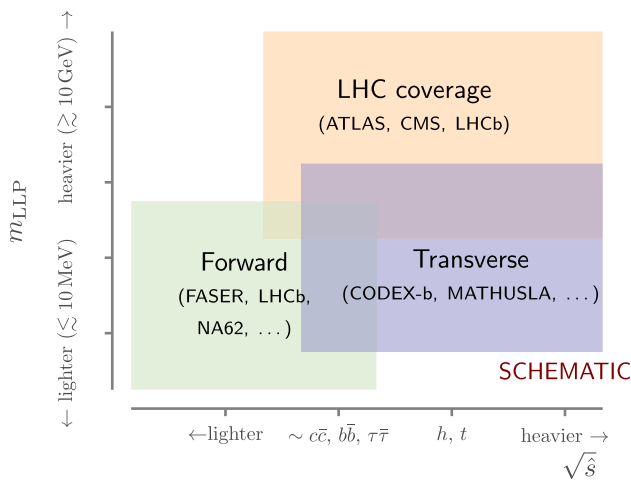 heavier (≳ 10 GeV) →
m_LLP
← lighter (≲ 10 MeV)
LHC coverage
(ATLAS, CMS, LHCb)
Forward
(FASER, LHCb,
NA62, ...)
Transverse
(CODEX-b, MATHUSLA, ...)
SCHEMATIC
←lighter
∼ cc̄, bb̄, ττ̄
h, t
heavier →
√ŝ